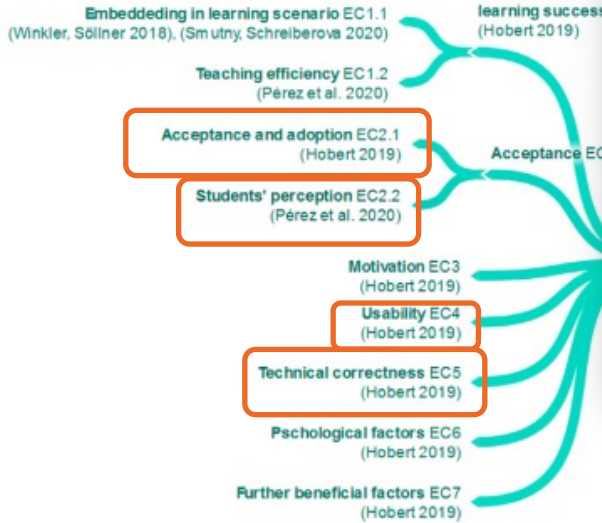 Embeddeding in learning scenario EC1.1
(Winkler, Söllner 2018), (Smutny, Schreiberova 2020)
learning success
(Hobert 2019)
Teaching efficiency EC1.2
(Pérez et al. 2020)
Acceptance and adoption EC2.1
(Hobert 2019)
Acceptance EC
Students' perception EC2.2
(Pérez et al. 2020)
Motivation EC3
(Hobert 2019)
Usability EC4
(Hobert 2019)
Technical correctness EC5
(Hobert 2019)
Pschological factors EC6
(Hobert 2019)
Further beneficial factors EC7
(Hobert 2019)